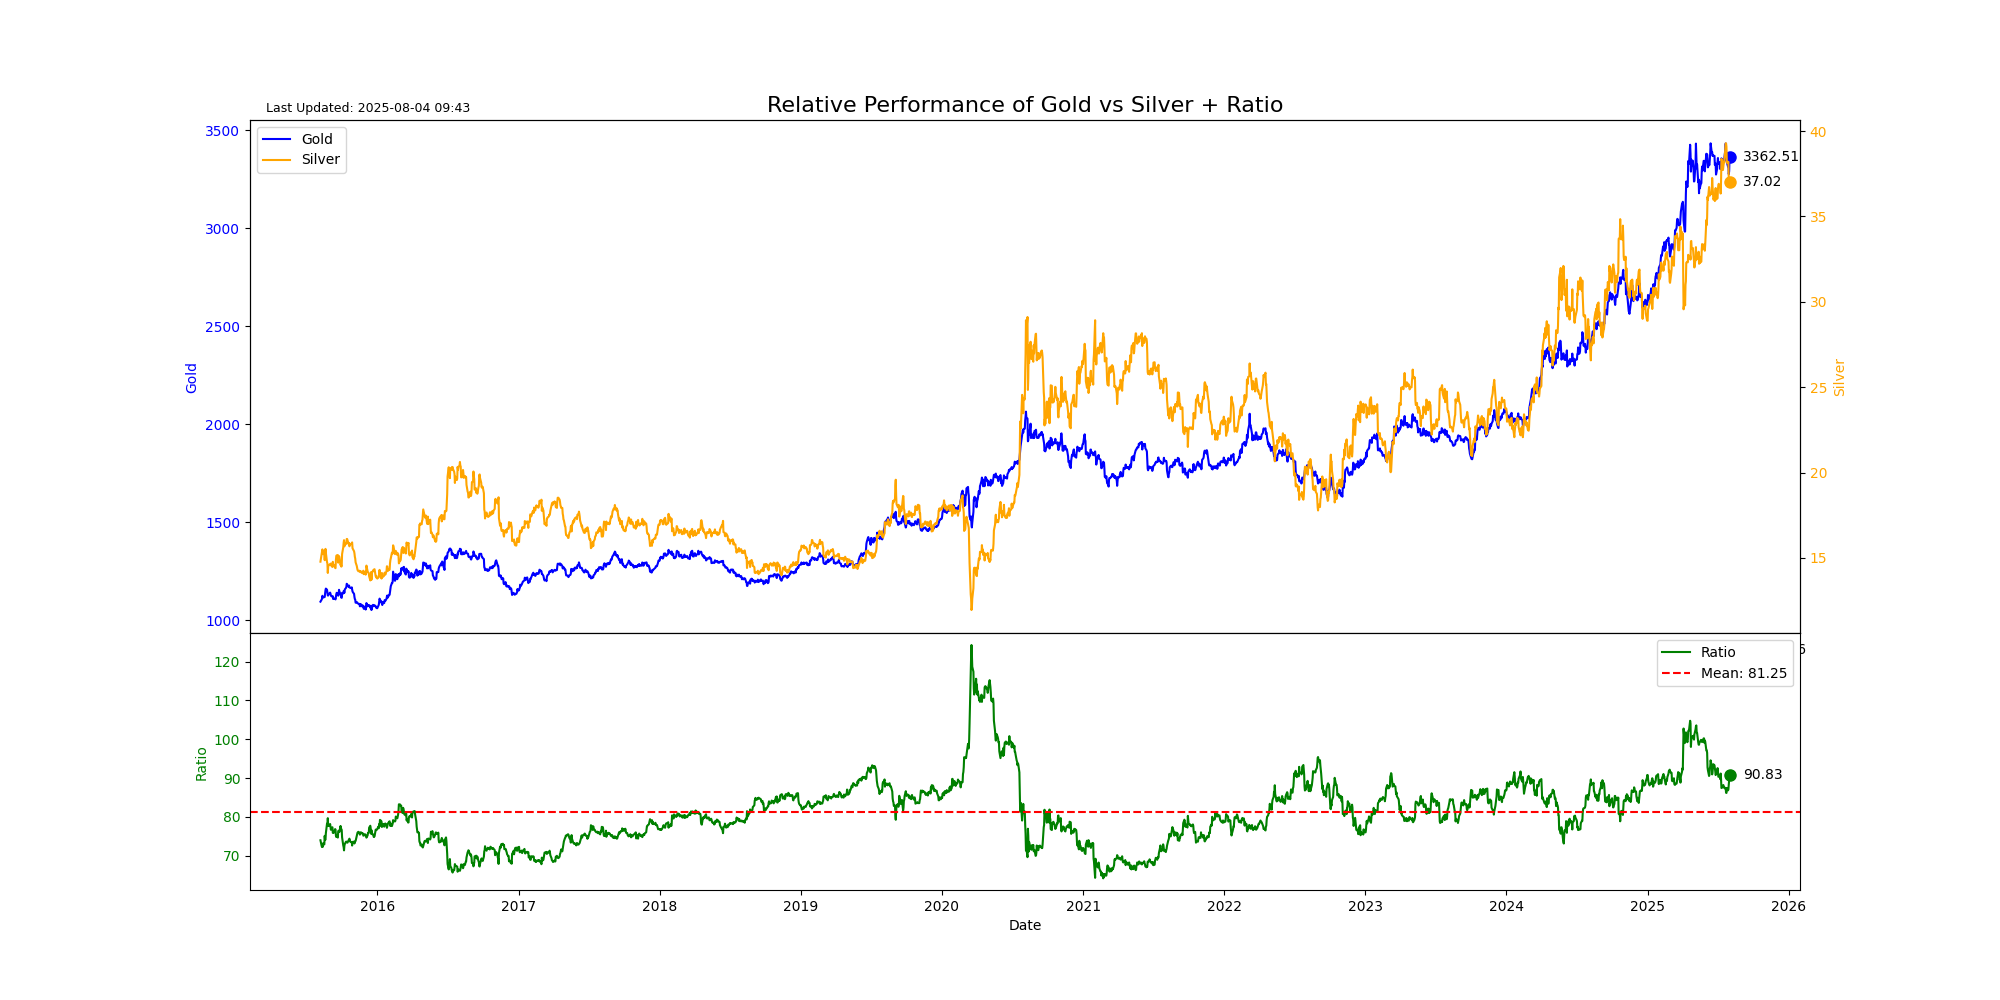 Last Updated: 2025-08-04 09:43
Relative Performance of Gold vs Silver + Ratio
Gold
Silver
3500
3000
2500
2000
1500
1000
Gold
40
35
30
25
20
15
Silver
3362.51
37.02
6
Ratio
Mean: 81.25
120
110
100
90
80
70
Ratio
90.83
2016 2017 2018 2019 2020 2021 2022 2023 2024 2025 2026
Date